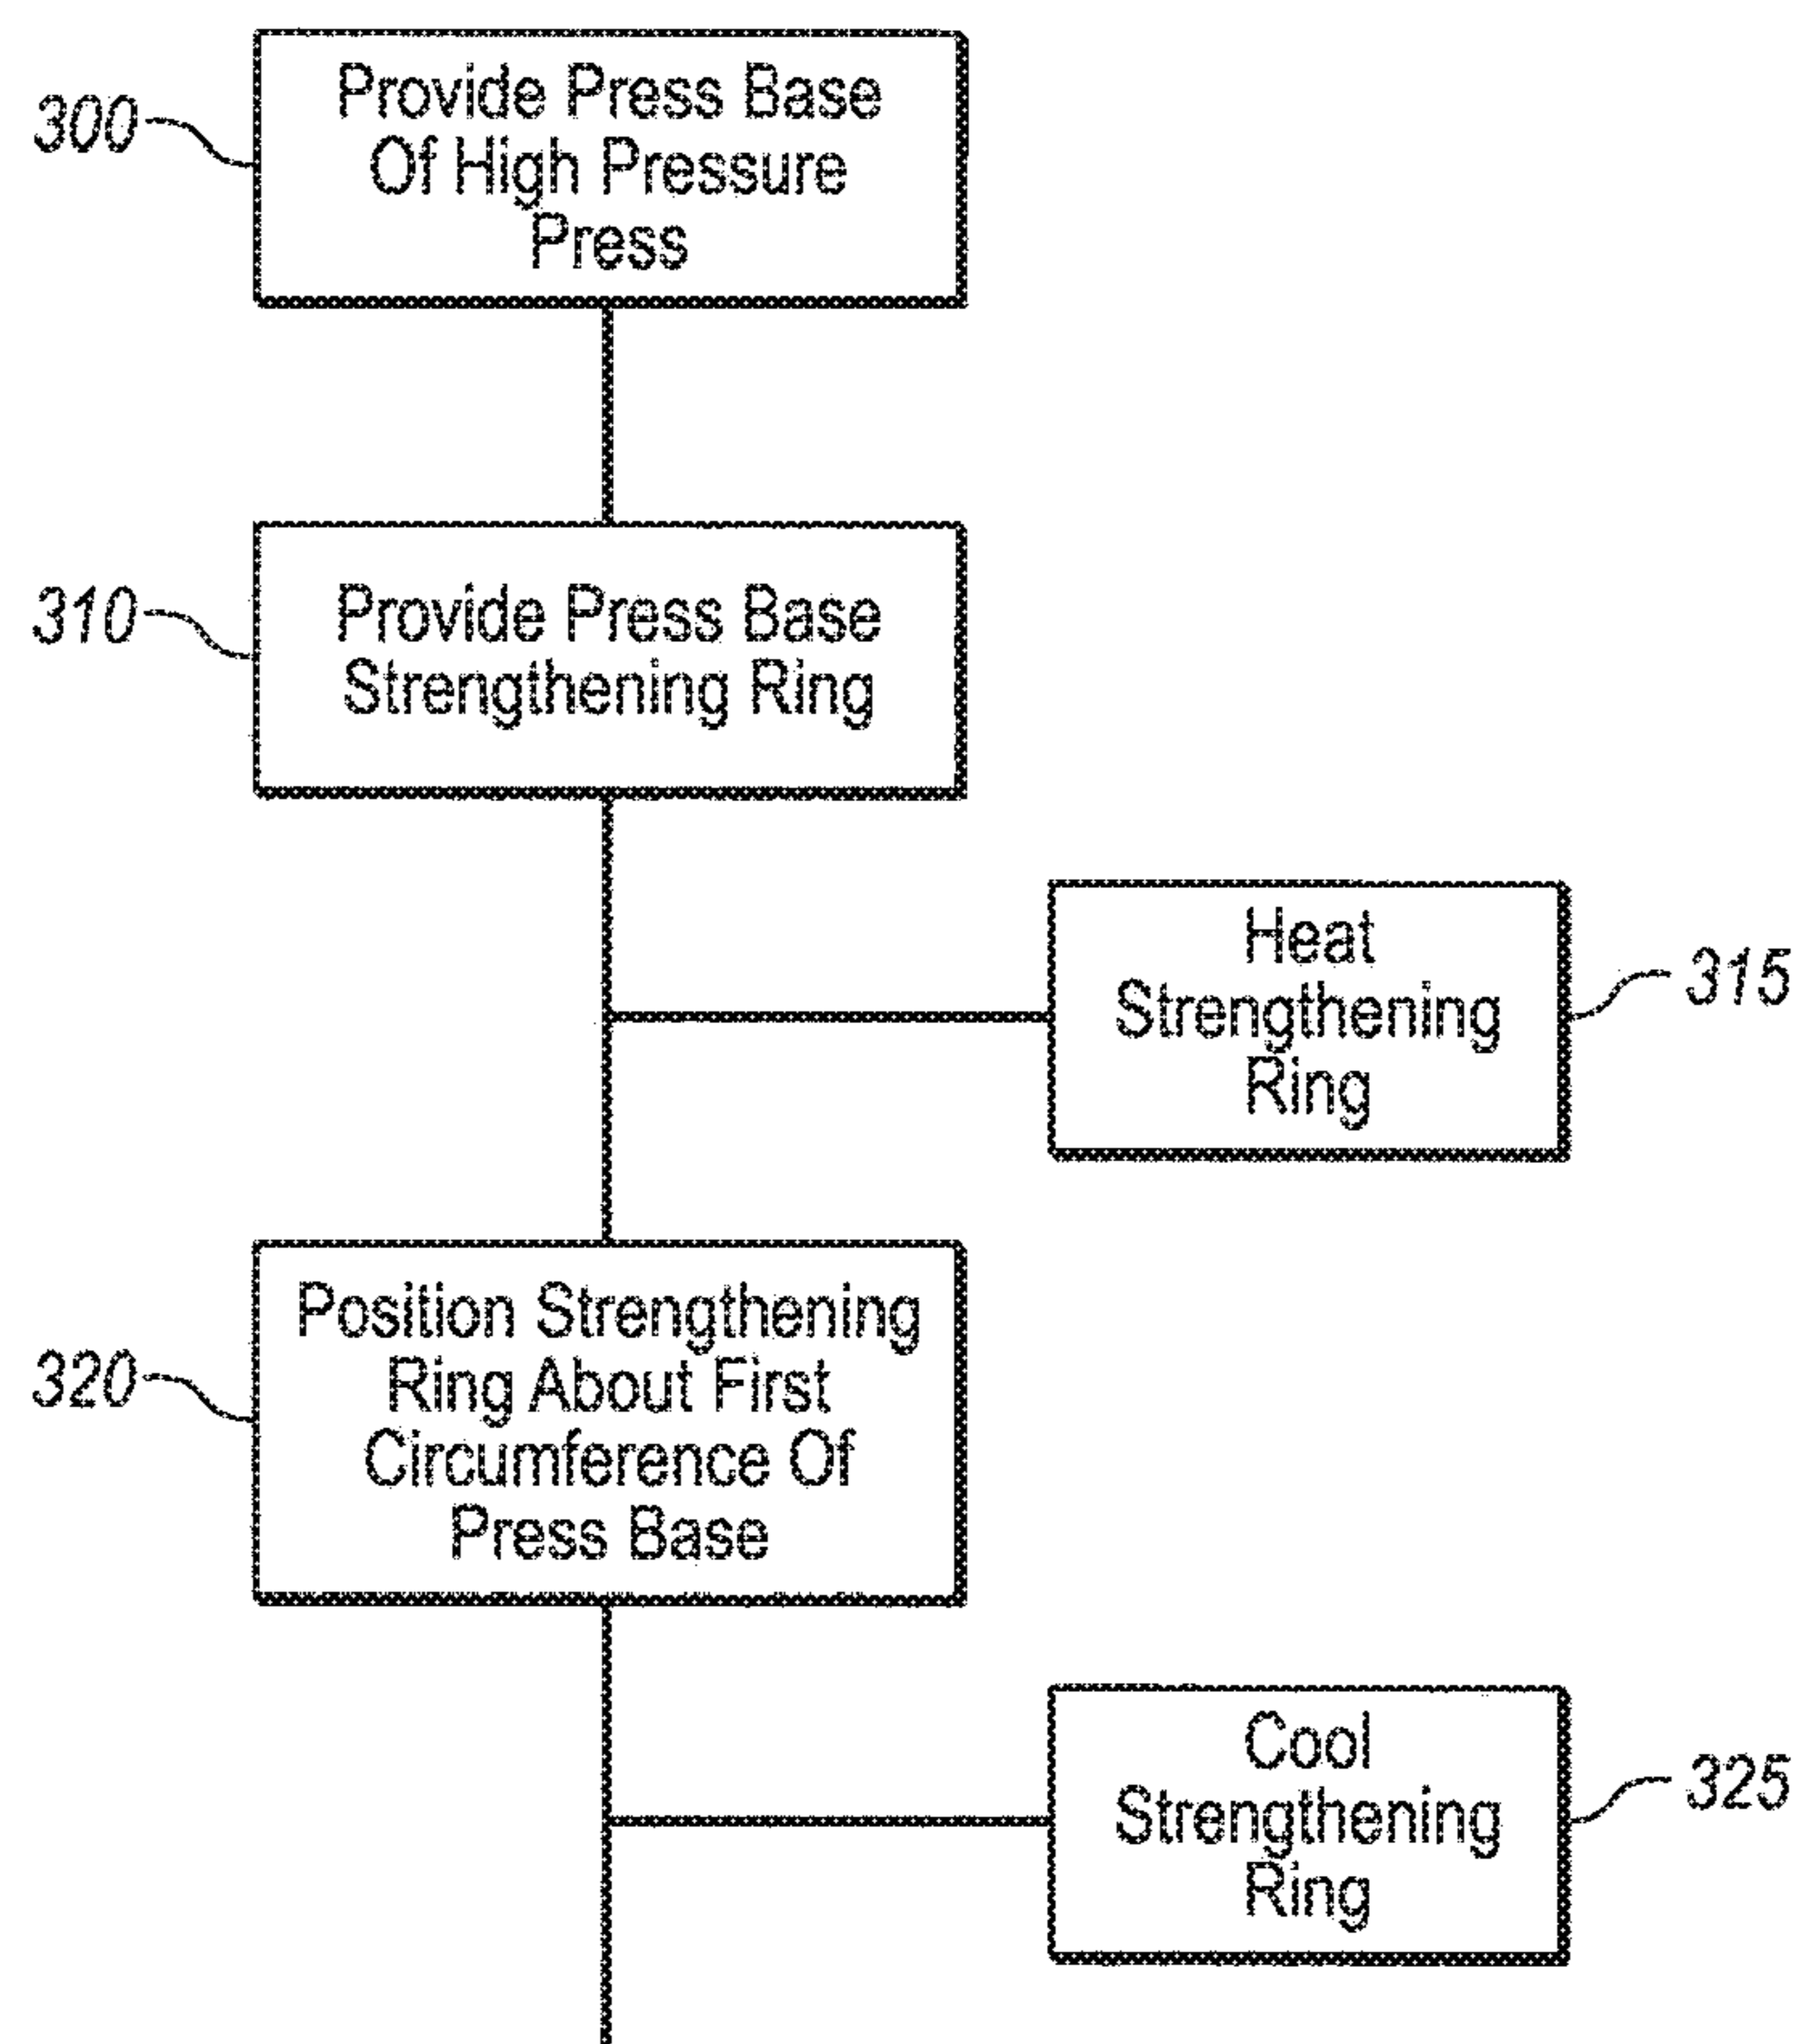 300
Provide Press Base
Of High Pressure
Press
310
Provide Press Base
Strengthening Ring
Heat
Strengthening
Ring
315
320
Position Strengthening
Ring About First
Circumference Of
Press Base
Cool
Strengthening
Ring
325